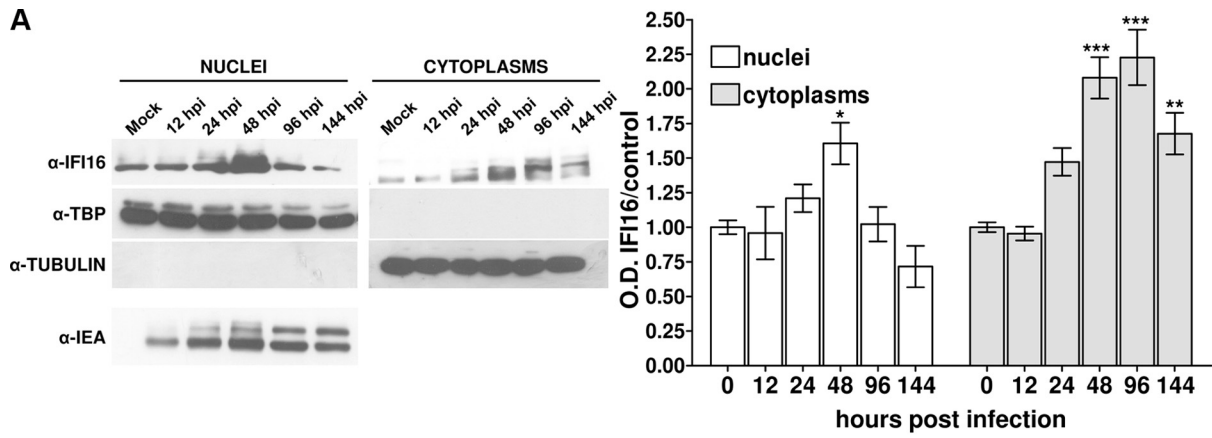 A
NUCLEI
CYTOPLASMS
Mock 12 hpi 24 hpi 48 hpi 96 hpi 144 hpi
Mock 12 hpi 24 hpi 48 hpi 96 hpi 144 hpi
α-IFI16
α-TBP
α-TUBULIN
α-IEA
O.D. IFI16/control
2.50
2.25
2.00
1.75
1.50
1.25
1.00
0.75
0.50
0.25
0.00
nuclei
cytoplasms
*
***
***
**
0 12 24 48 96 144 0 12 24 48 96 144
hours post infection